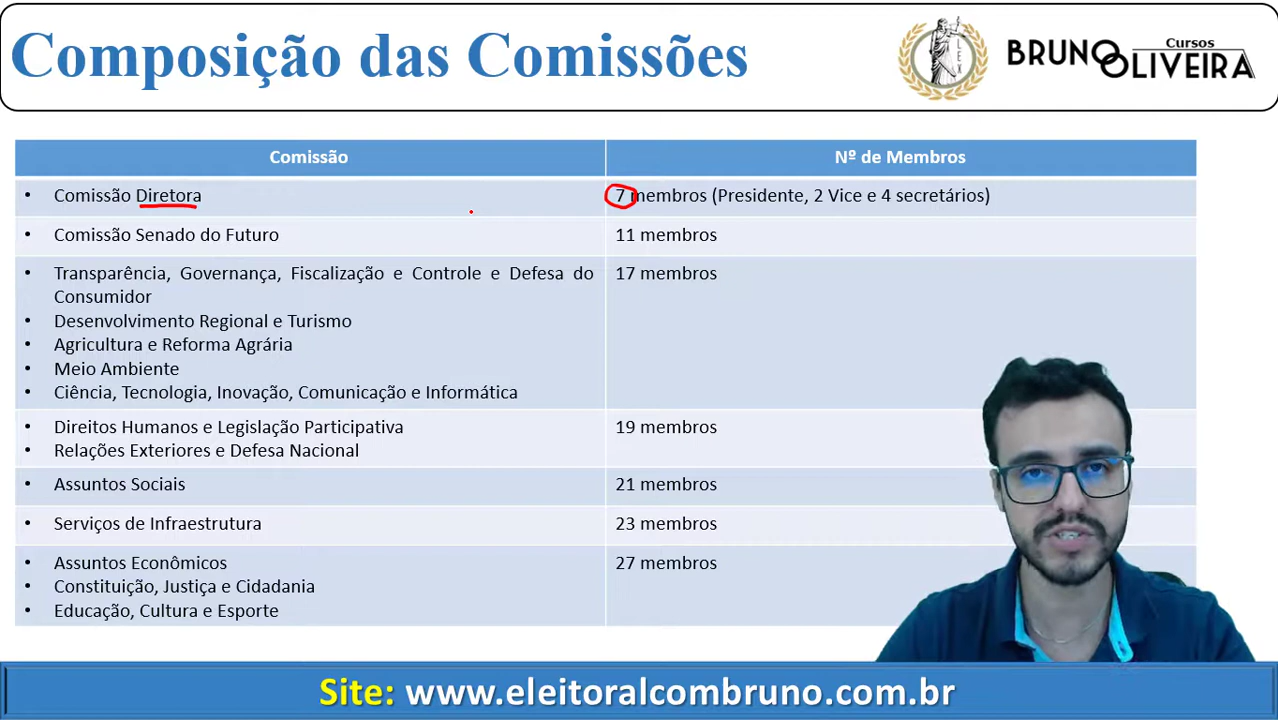 Composição das Comissões
LEX
Cursos
BRUNO
OLIVEIRA
Comissão
Nº de Membros
• Comissão Diretora
7 membros (Presidente, 2 Vice e 4 secretários)
• Comissão Senado do Futuro
11 membros
• Transparência, Governança, Fiscalização e Controle e Defesa do
Consumidor
• Desenvolvimento Regional e Turismo
• Agricultura e Reforma Agrária
• Meio Ambiente
• Ciência, Tecnologia, Inovação, Comunicação e Informática
17 membros
• Direitos Humanos e Legislação Participativa
• Relações Exteriores e Defesa Nacional
19 membros
• Assuntos Sociais
21 membros
• Serviços de Infraestrutura
23 membros
• Assuntos Econômicos
• Constituição, Justiça e Cidadania
• Educação, Cultura e Esporte
27 membros
Site: www.eleitoralcombruno.com.br